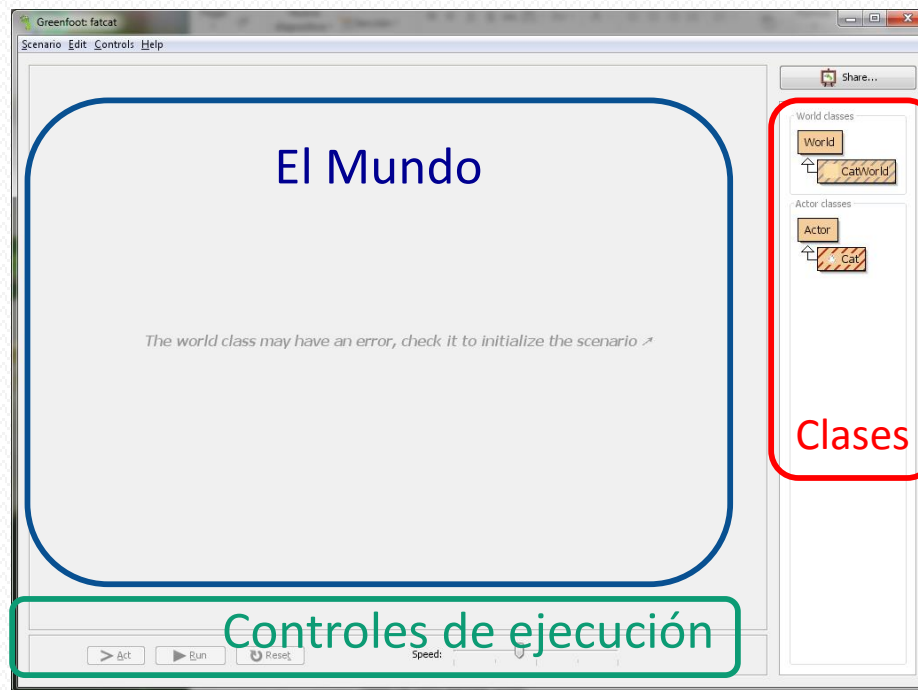 Greenfoot: fatcat
Scenario Edit Controls Help
Share...
World classes
World
CatWorld
Actor classes
Actor
Cat
El Mundo
The world class may have an error, check it to initialize the scenario ↗
Clases
Controles de ejecución
> Act
Run
Reset
Speed: